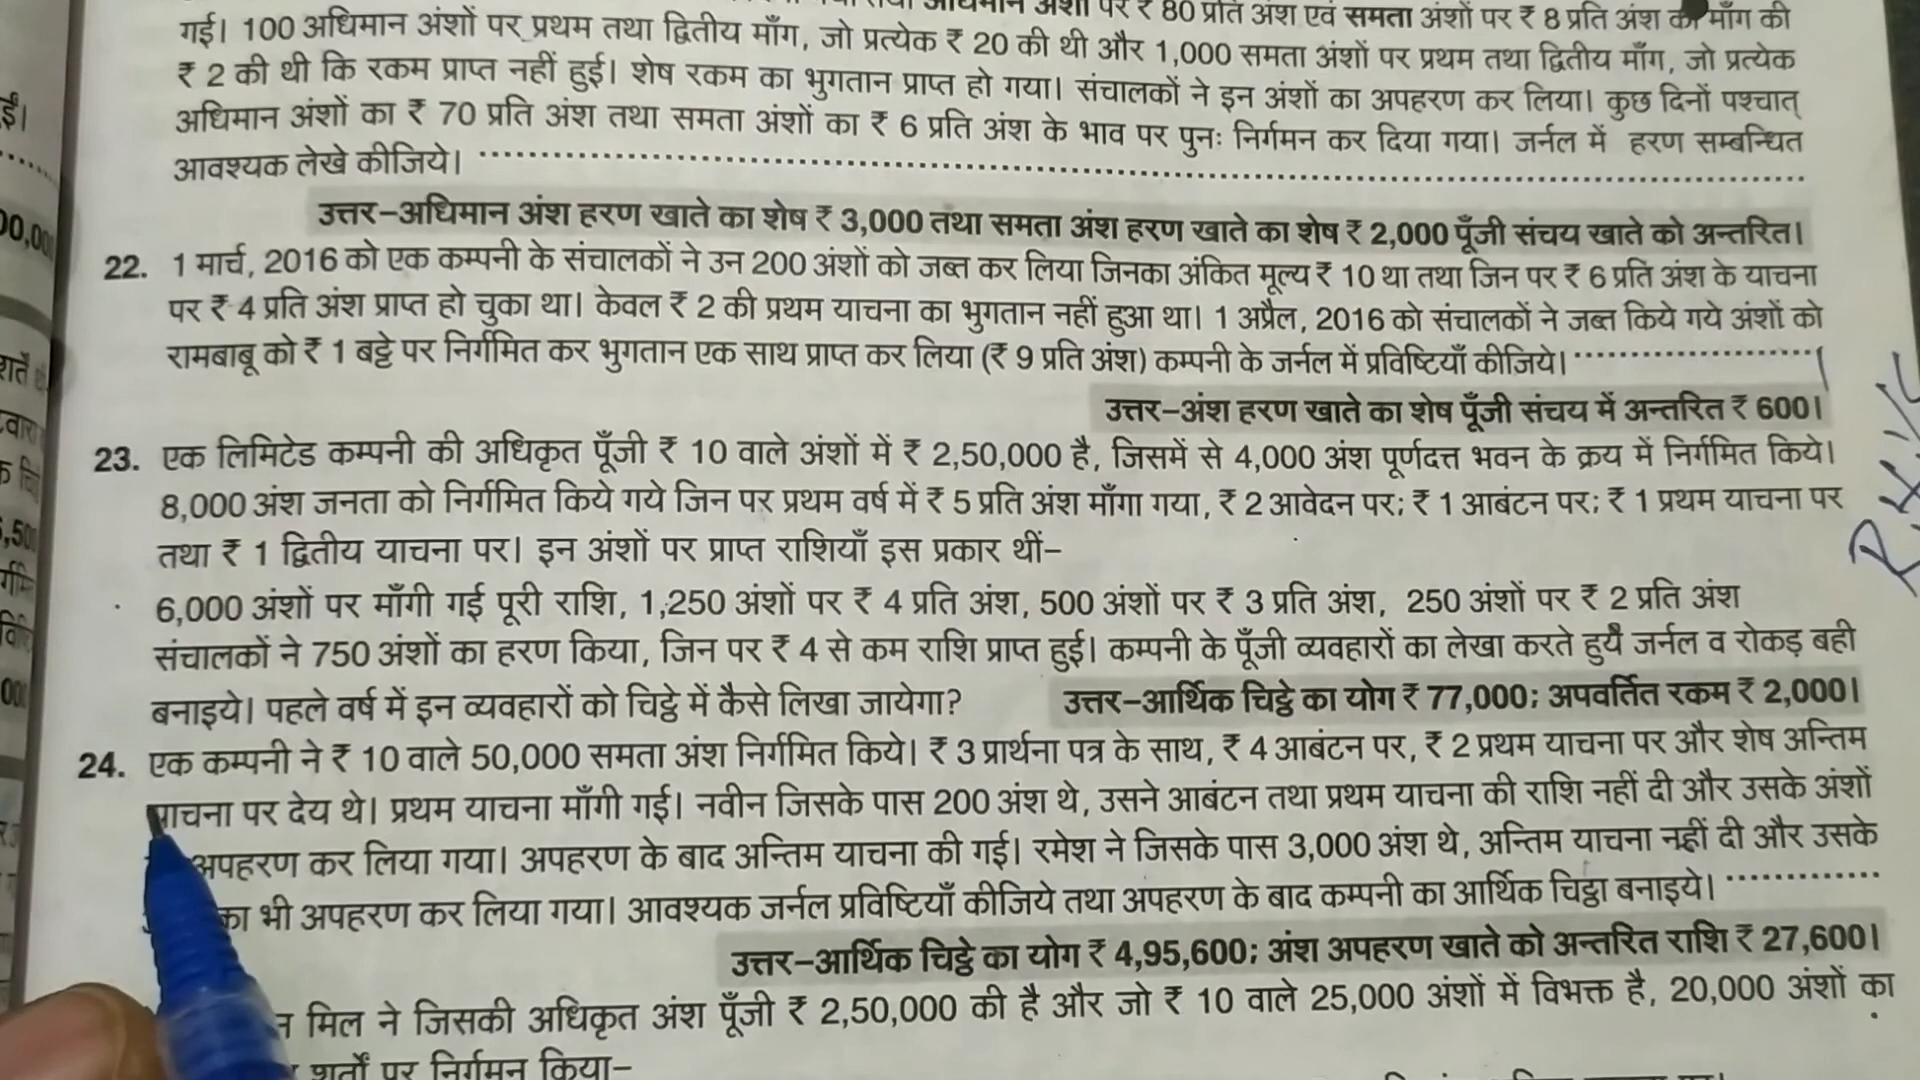 अधिमान अंशों पर ₹ 80 प्रति अंश एवं समता अंशों पर ₹ 8 प्रति अंश की माँग की
गई। 100 अधिमान अंशों पर प्रथम तथा द्वितीय माँग, जो प्रत्येक ₹ 20 की थी और 1,000 समता अंशों पर प्रथम तथा द्वितीय माँग, जो प्रत्येक
₹ 2 की थी कि रकम प्राप्त नहीं हुई। शेष रकम का भुगतान प्राप्त हो गया। संचालकों ने इन अंशों का अपहरण कर लिया। कुछ दिनों पश्चात्
अधिमान अंशों का ₹ 70 प्रति अंश तथा समता अंशों का ₹ 6 प्रति अंश के भाव पर पुनः निर्गमन कर दिया गया। जर्नल में हरण सम्बन्धित
आवश्यक लेखे कीजिये।
उत्तर–अधिमान अंश हरण खाते का शेष ₹ 3,000 तथा समता अंश हरण खाते का शेष ₹ 2,000 पूँजी संचय खाते को अन्तरित।
22. 1 मार्च, 2016 को एक कम्पनी के संचालकों ने उन 200 अंशों को जब्त कर लिया जिनका अंकित मूल्य ₹ 10 था तथा जिन पर ₹ 6 प्रति अंश के याचना
पर ₹ 4 प्रति अंश प्राप्त हो चुका था। केवल ₹ 2 की प्रथम याचना का भुगतान नहीं हुआ था। 1 अप्रैल, 2016 को संचालकों ने जब्त किये गये अंशों को
रामबाबू को ₹ 1 बट्टे पर निर्गमित कर भुगतान एक साथ प्राप्त कर लिया (₹ 9 प्रति अंश) कम्पनी के जर्नल में प्रविष्टियाँ कीजिये।
उत्तर–अंश हरण खाते का शेष पूँजी संचय में अन्तरित ₹ 600।
23. एक लिमिटेड कम्पनी की अधिकृत पूँजी ₹ 10 वाले अंशों में ₹ 2,50,000 है, जिसमें से 4,000 अंश पूर्णदत्त भवन के क्रय में निर्गमित किये।
8,000 अंश जनता को निर्गमित किये गये जिन पर प्रथम वर्ष में ₹ 5 प्रति अंश माँगा गया, ₹ 2 आवेदन पर; ₹ 1 आबंटन पर; ₹ 1 प्रथम याचना पर
तथा ₹ 1 द्वितीय याचना पर। इन अंशों पर प्राप्त राशियाँ इस प्रकार थीं–
6,000 अंशों पर माँगी गई पूरी राशि, 1,250 अंशों पर ₹ 4 प्रति अंश, 500 अंशों पर ₹ 3 प्रति अंश, 250 अंशों पर ₹ 2 प्रति अंश
संचालकों ने 750 अंशों का हरण किया, जिन पर ₹ 4 से कम राशि प्राप्त हुई। कम्पनी के पूँजी व्यवहारों का लेखा करते हुये जर्नल व रोकड़ बही
बनाइये। पहले वर्ष में इन व्यवहारों को चिट्ठे में कैसे लिखा जायेगा? उत्तर–आर्थिक चिट्ठे का योग ₹ 77,000; अपवर्तित रकम ₹ 2,000।
24. एक कम्पनी ने ₹ 10 वाले 50,000 समता अंश निर्गमित किये। ₹ 3 प्रार्थना पत्र के साथ, ₹ 4 आबंटन पर, ₹ 2 प्रथम याचना पर और शेष अन्तिम
याचना पर देय थे। प्रथम याचना माँगी गई। नवीन जिसके पास 200 अंश थे, उसने आबंटन तथा प्रथम याचना की राशि नहीं दी और उसके अंशों
अपहरण कर लिया गया। अपहरण के बाद अन्तिम याचना की गई। रमेश ने जिसके पास 3,000 अंश थे, अन्तिम याचना नहीं दी और उसके
का भी अपहरण कर लिया गया। आवश्यक जर्नल प्रविष्टियाँ कीजिये तथा अपहरण के बाद कम्पनी का आर्थिक चिट्ठा बनाइये।
उत्तर–आर्थिक चिट्ठे का योग ₹ 4,95,600; अंश अपहरण खाते को अन्तरित राशि ₹ 27,600।
मिल ने जिसकी अधिकृत अंश पूँजी ₹ 2,50,000 की है और जो ₹ 10 वाले 25,000 अंशों में विभक्त है, 20,000 अंशों का
शर्तों पर निर्गमन किया–